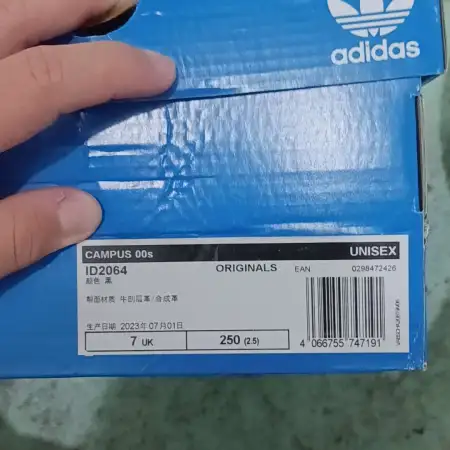 adidas
CAMPUS 00s UNISEX
ID2064 ORIGINALS EAN 0298472426
颜色 黑
帮面材质 牛剖层革/合成革
生产日期 2023年07月01日
7 UK 250 (2.5)
4 066755 747191